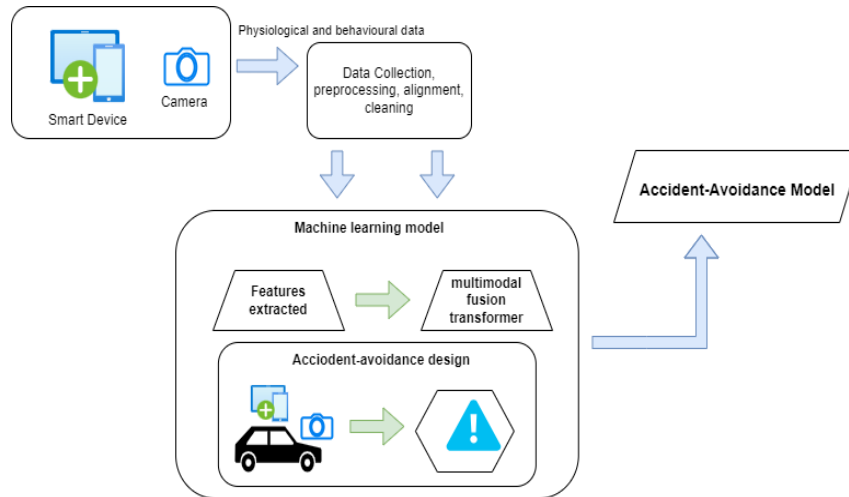 Physiological and behavioural data
Smart Device
Camera
Data Collection,
preprocessing, alignment,
cleaning
Accident-Avoidance Model
Machine learning model
Features
extracted
multimodal
fusion
transformer
Acciodent-avoidance design